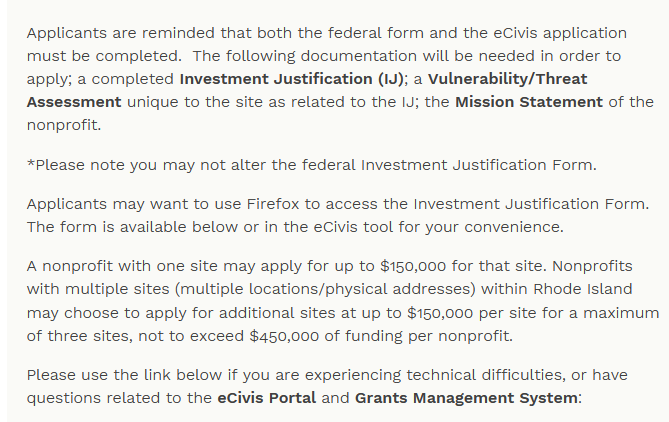 Applicants are reminded that both the federal form and the eCivis application
must be completed.  The following documentation will be needed in order to
apply; a completed Investment Justification (IJ); a Vulnerability/Threat
Assessment unique to the site as related to the IJ; the Mission Statement of the
nonprofit.
*Please note you may not alter the federal Investment Justification Form.
Applicants may want to use Firefox to access the Investment Justification Form.
The form is available below or in the eCivis tool for your convenience.
A nonprofit with one site may apply for up to $150,000 for that site. Nonprofits
with multiple sites (multiple locations/physical addresses) within Rhode Island
may choose to apply for additional sites at up to $150,000 per site for a maximum
of three sites, not to exceed $450,000 of funding per nonprofit.
Please use the link below if you are experiencing technical difficulties, or have
questions related to the eCivis Portal and Grants Management System: